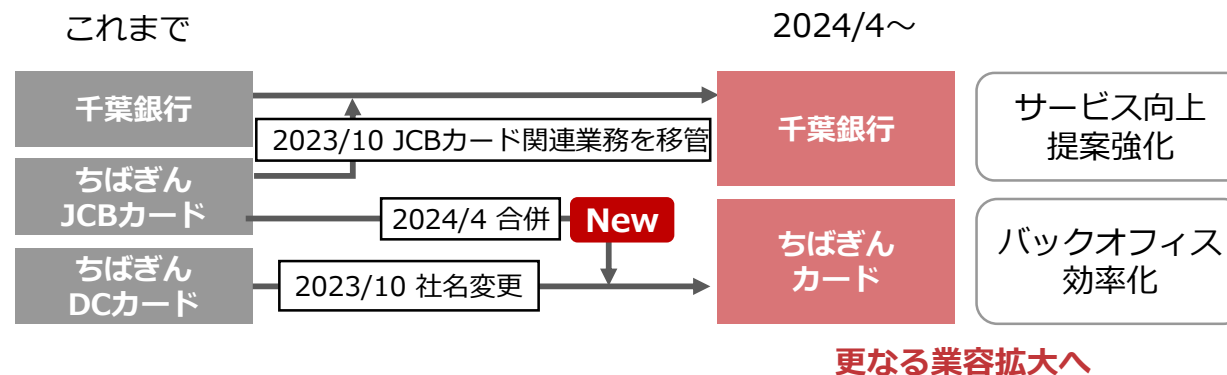 これまで
2024/4～
千葉銀行
2023/10 JCBカード関連業務を移管
ちばぎん
JCBカード
2024/4 合併
New
ちばぎん
DCカード
2023/10 社名変更
千葉銀行
サービス向上
提案強化
ちばぎん
カード
バックオフィス
効率化
更なる業容拡大へ